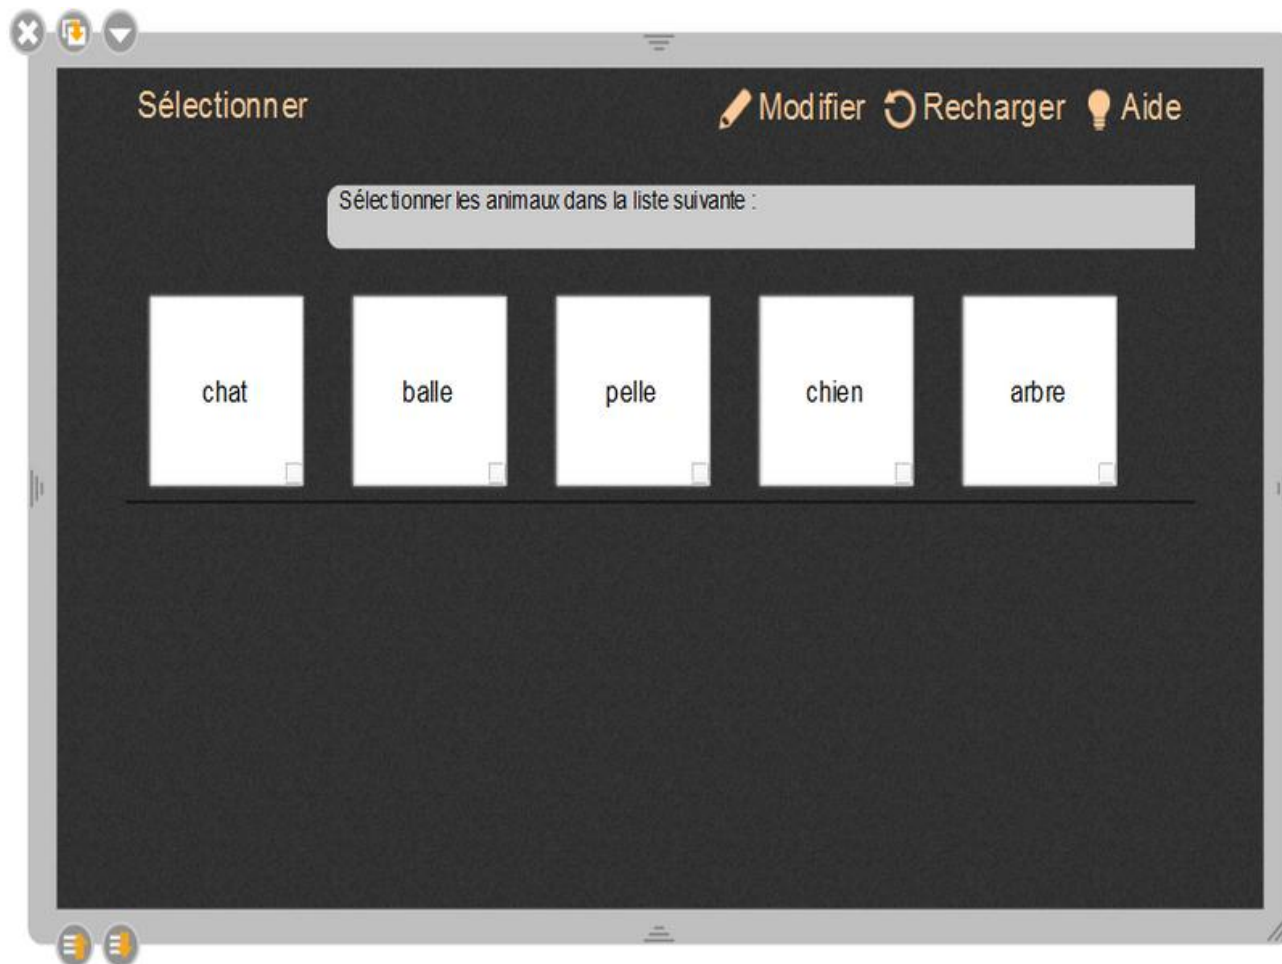 Sélectionner
Modifier Recharger Aide
Sélectionner les animaux dans la liste suivante :
chat balle pelle chien arbre